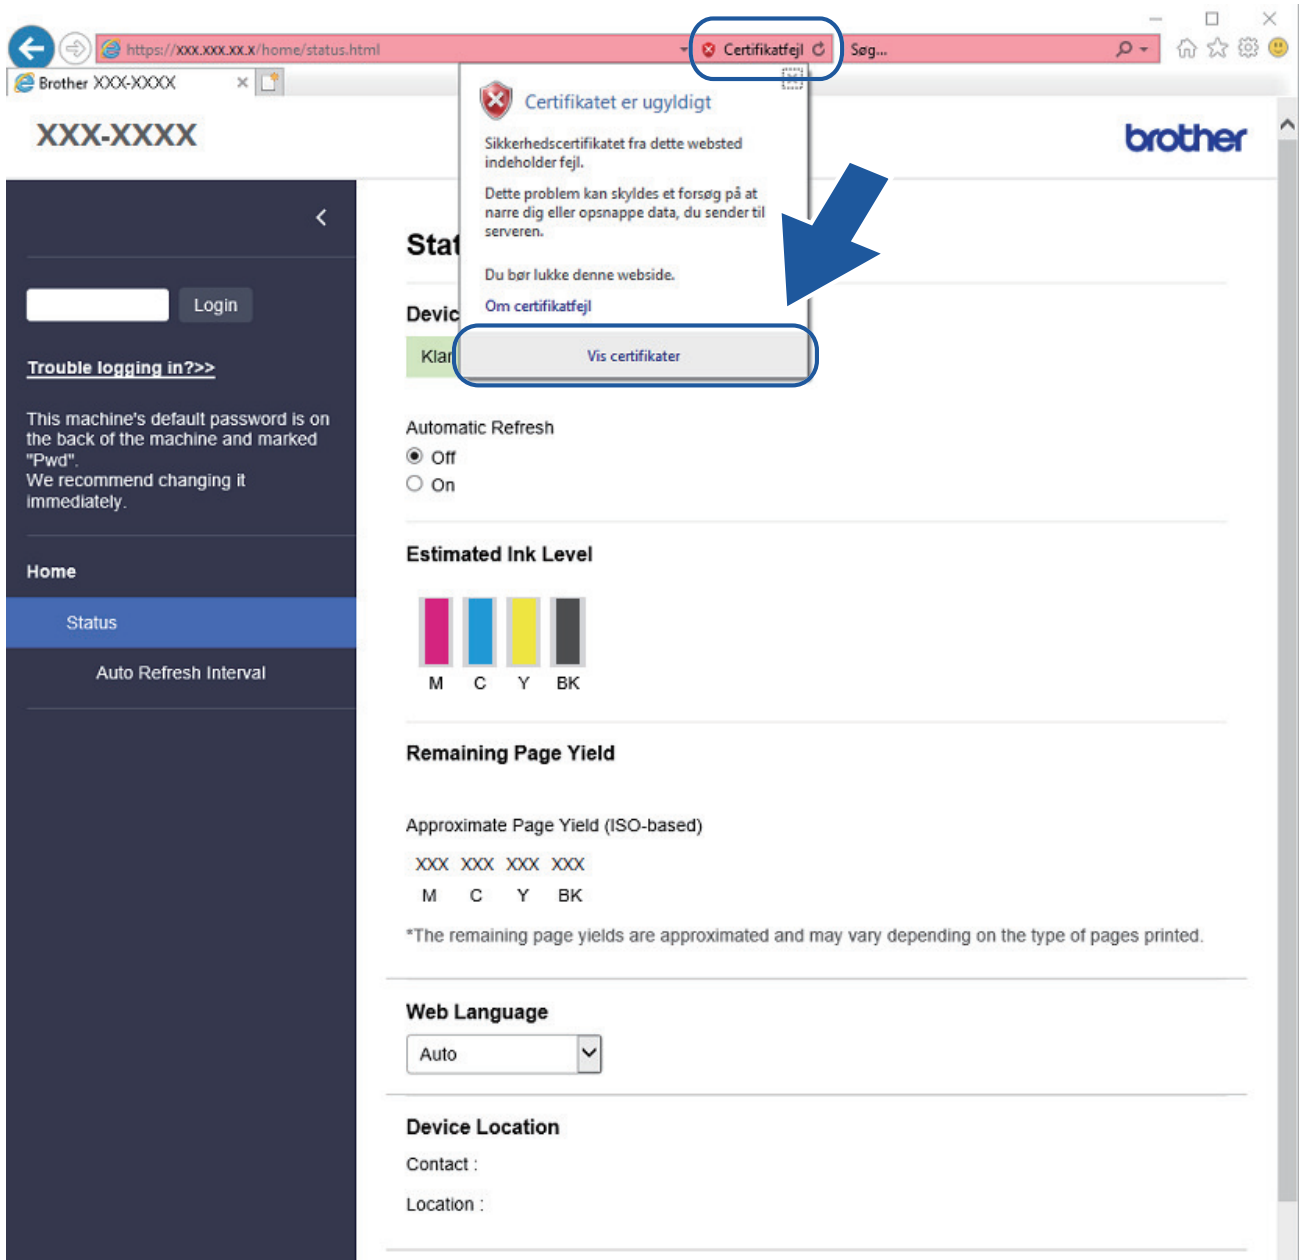 https://xxx.xxx.xx.x/home/status.html
Certifikatfejl
Søg...
Brother XXX-XXXX
XXX-XXXX
brother
Certifikatet er ugyldigt
Sikkerhedscertifikatet fra dette websted
indeholder fejl.
Dette problem kan skyldes et forsøg på at
narre dig eller opsnappe data, du sender til
serveren.
Du bør lukke denne webside.
Om certifikatfejl
Vis certifikater
Login
Trouble logging in?>>
This machine's default password is on
the back of the machine and marked
"Pwd".
We recommend changing it
immediately.
Home
Status
Auto Refresh Interval
Stat
Devic
Klar
Automatic Refresh
Off
On
Estimated Ink Level
M C Y BK
Remaining Page Yield
Approximate Page Yield (ISO-based)
XXX XXX XXX XXX
M C Y BK
*The remaining page yields are approximated and may vary depending on the type of pages printed.
Web Language
Auto
Device Location
Contact :
Location :